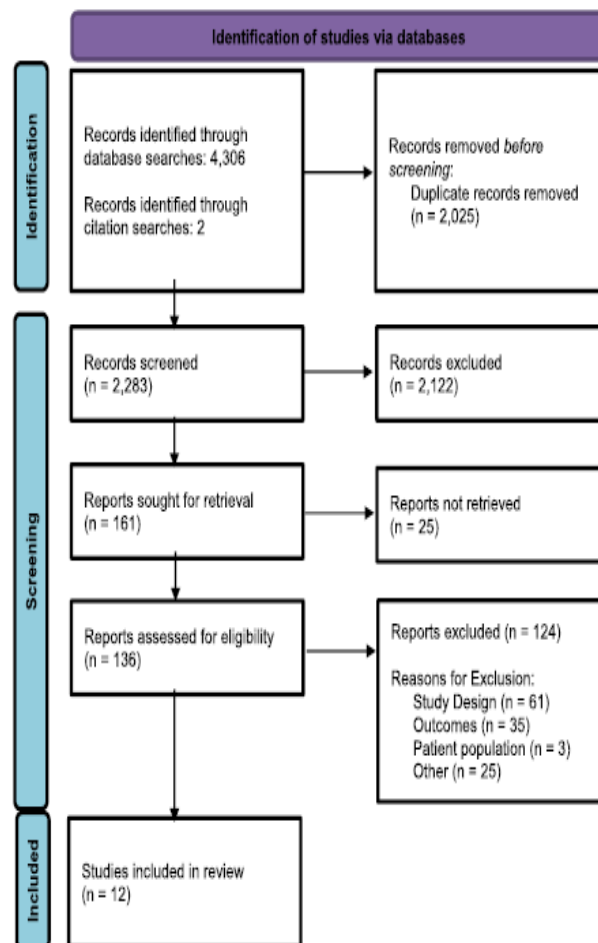 Identification of studies via databases
Identification
Records identified through
database searches: 4,306
Records identified through
citation searches: 2
Records removed before
screening:
Duplicate records removed
(n = 2,025)
Screening
Records screened
(n = 2,283)
Records excluded
(n = 2,122)
Reports sought for retrieval
(n = 161)
Reports not retrieved
(n = 25)
Reports assessed for eligibility
(n = 136)
Reports excluded (n = 124)
Reasons for Exclusion:
Study Design (n = 61)
Outcomes (n = 35)
Patient population (n = 3)
Other (n = 25)
Included
Studies included in review
(n = 12)